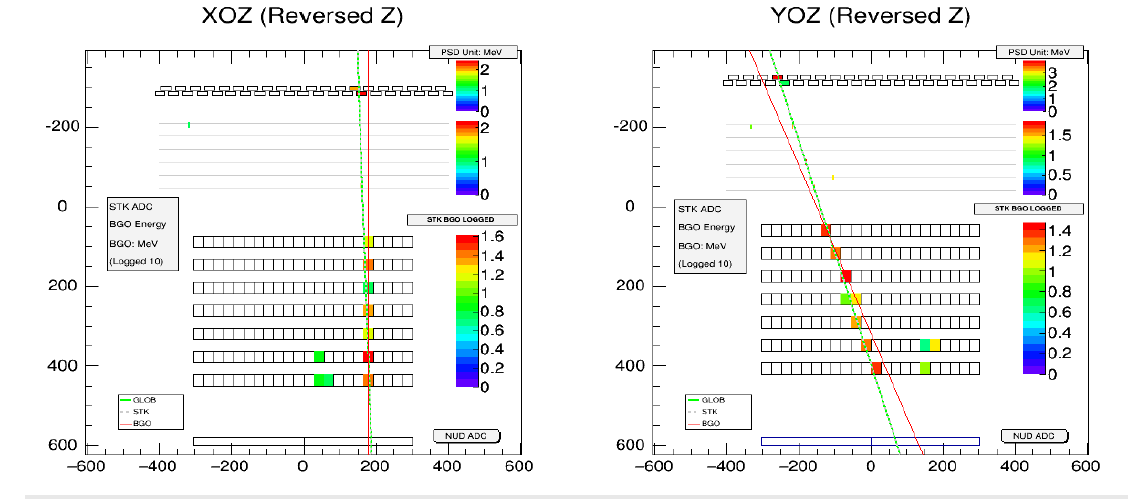 XOZ (Reversed Z)
PSD Unit: MeV
2
1
0
2
1
0
-200
0
200
400
600
STK ADC
BGO Energy
BGO: MeV
(Logged 10)
STK BGO LOGGED
1.6
1.4
1.2
1
0.8
0.6
0.4
0.2
0
GLOB
STK
BGO
NUD ADC
−600 −400 −200 0 200 400 600
YOZ (Reversed Z)
PSD Unit: MeV
3
2
1
0
1.5
1
0.5
0
-200
0
200
400
600
STK ADC
BGO Energy
BGO: MeV
(Logged 10)
STK BGO LOGGED
1.4
1.2
1
0.8
0.6
0.4
0.2
0
GLOB
STK
BGO
NUD ADC
−600 −400 −200 0 200 400 600